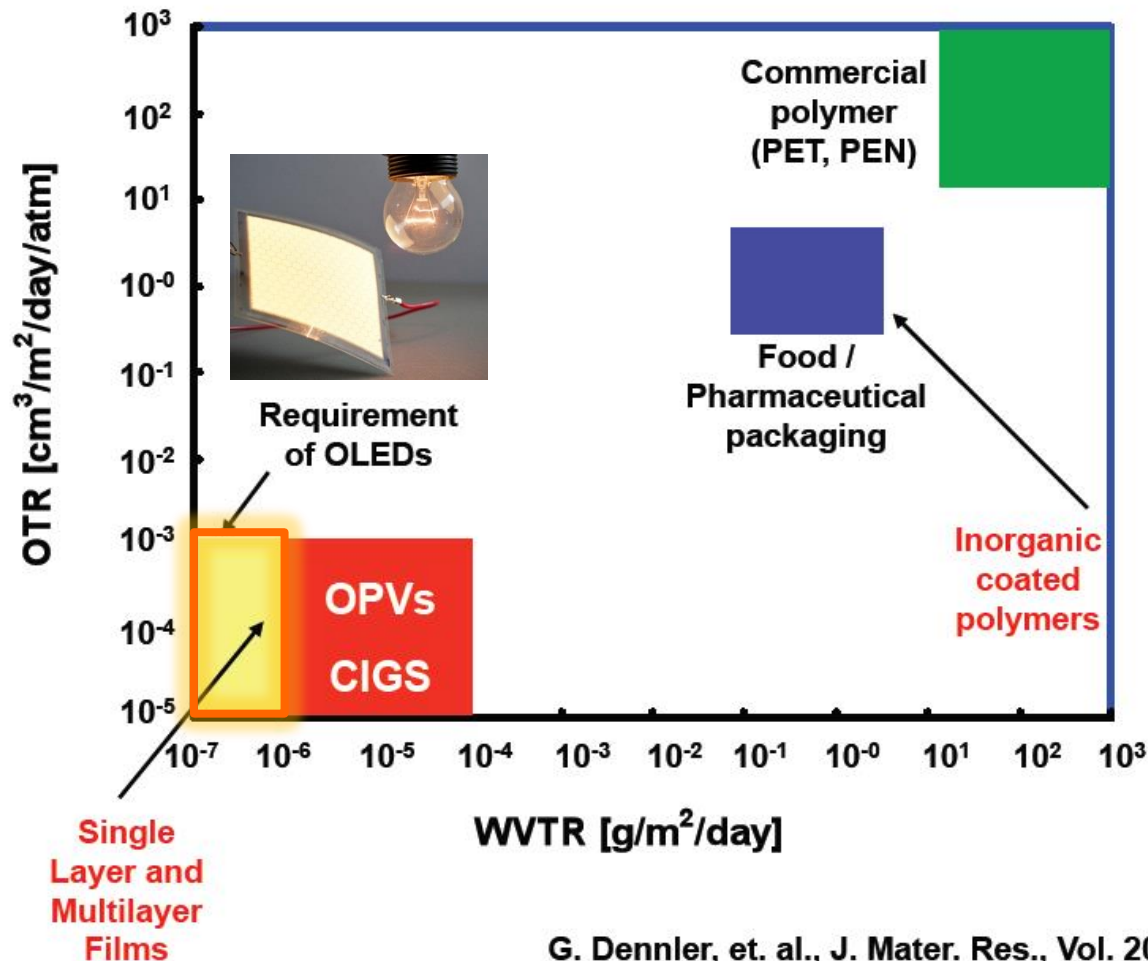 10³
Commercial
polymer
(PET, PEN)
10²
10¹
10⁻⁰
10⁻¹
10⁻²
10⁻³
10⁻⁴
10⁻⁵
OTR [cm³/m²/day/atm]
Requirement
of OLEDs
Food /
Pharmaceutical
packaging
Inorganic
coated
polymers
OPVs
CIGS
10⁻⁷ 10⁻⁶ 10⁻⁵ 10⁻⁴ 10⁻³ 10⁻² 10⁻¹ 10⁻⁰ 10¹ 10² 10³
WVTR [g/m²/day]
Single
Layer and
Multilayer
Films
G. Dennler, et. al., J. Mater. Res., Vol.